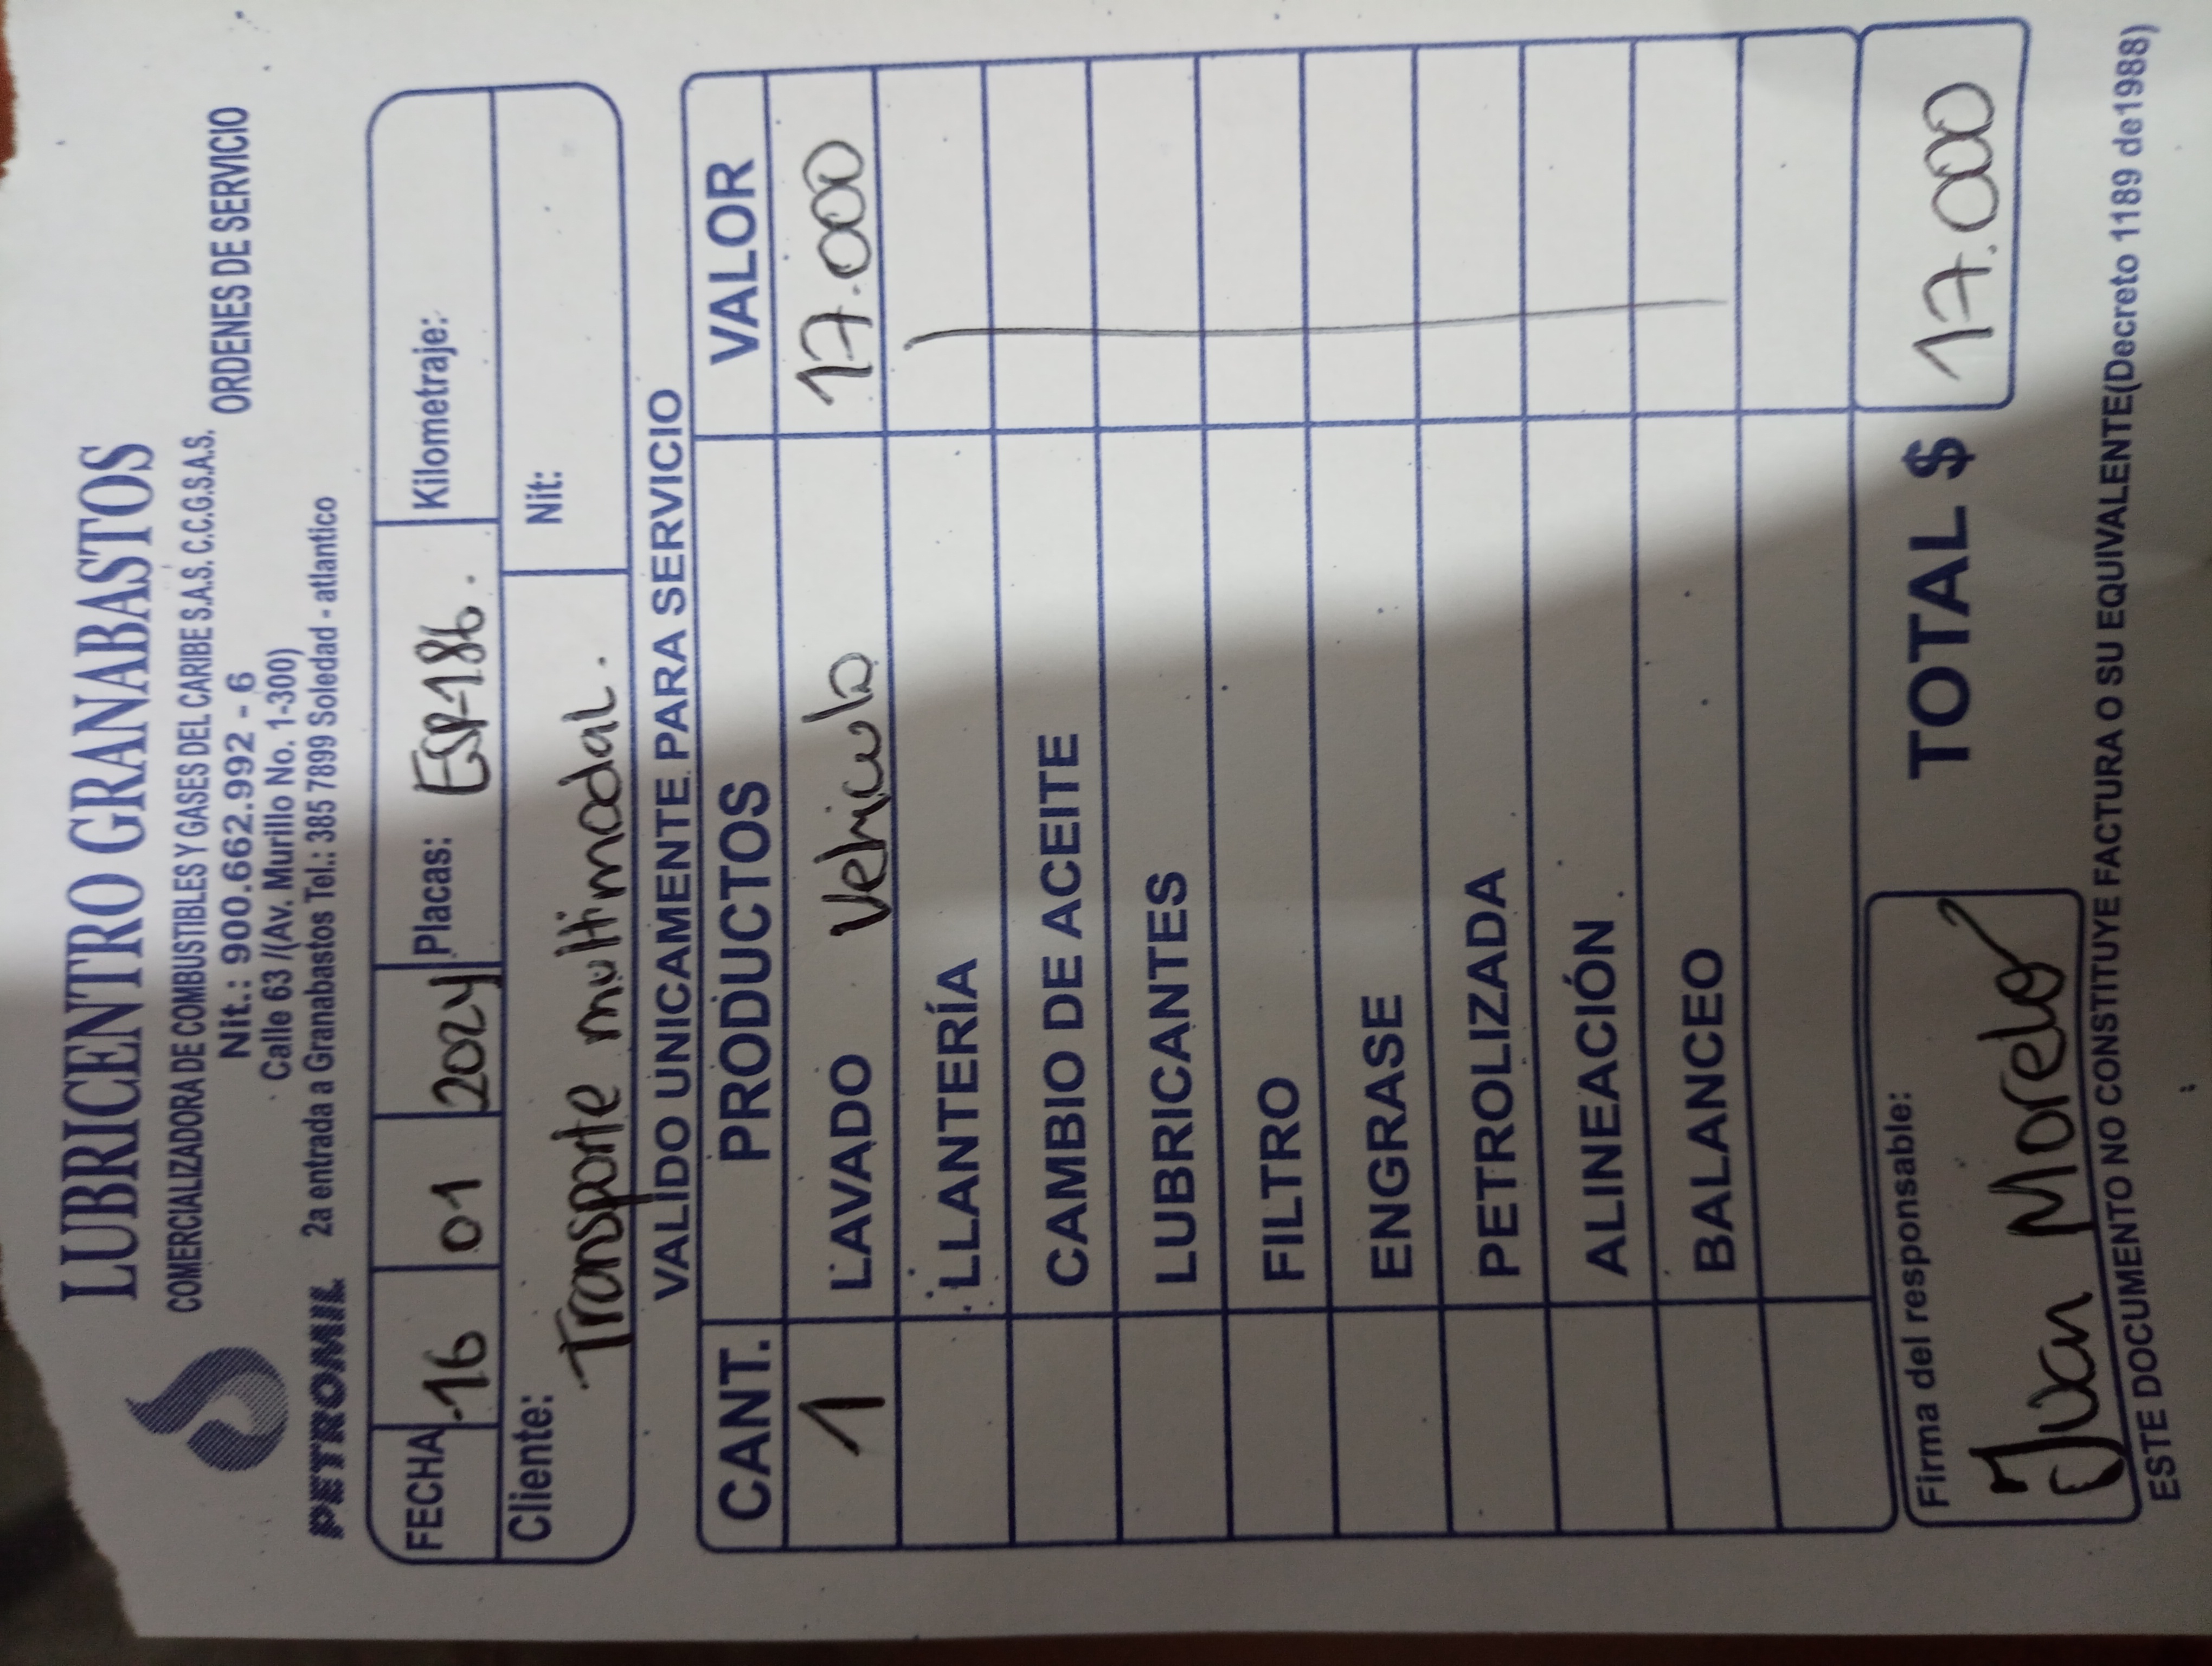 LUBRICENTRO GRANABASTOS
COMERCIALIZADORA DE COMBUSTIBLES Y GASES DEL CARIBE S.A.S. C.C.G.S.A.S.
Nit.: 900.662.992 - 6
ORDENES DE SERVICIO
Calle 63 /(Av. Murillo No. 1-300)
PETROMIL 2a entrada a Granabastos Tel.: 385 7899 Soledad - atlantico
FECHA 16 01 2024 Placas: ESP-186. Kilometraje:
Cliente: Transporte multimodal. Nit:
VALIDO UNICAMENTE PARA SERVICIO
CANT. PRODUCTOS VALOR
1 LAVADO Vehiculo 17.000
LLANTERÍA
CAMBIO DE ACEITE
LUBRICANTES
FILTRO
ENGRASE
PETROLIZADA
ALINEACIÓN
BALANCEO
Firma del responsable: TOTAL $ 17.000
Juan Morelo
ESTE DOCUMENTO NO CONSTITUYE FACTURA O SU EQUIVALENTE(Decreto 1189 de1988)